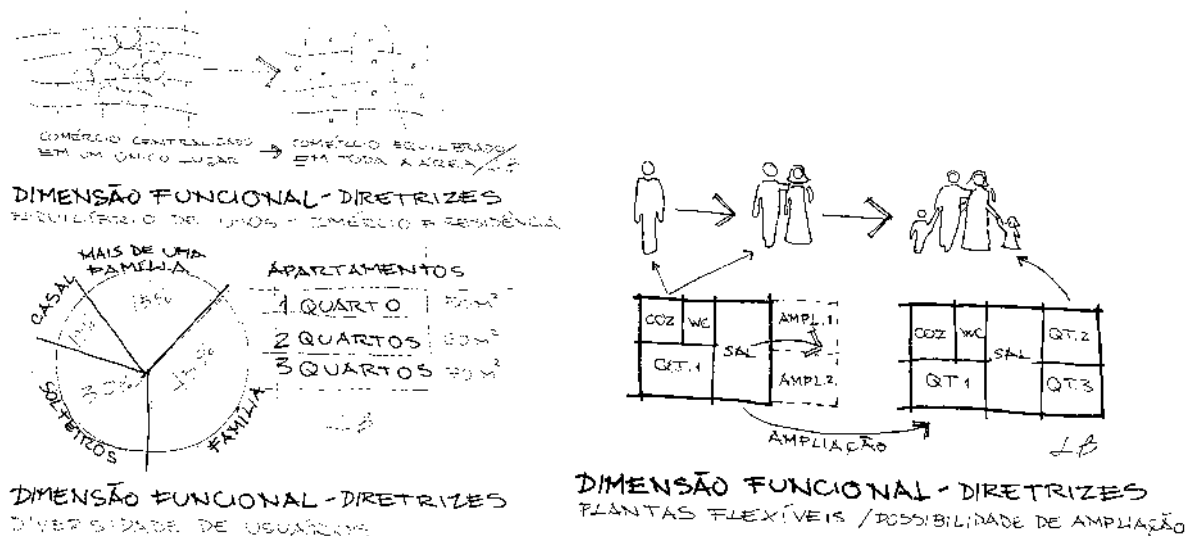 COMÉRCIO CENTRALIZADO
EM UM ÚNICO LUGAR
COMÉRCIO EQUILIBRADO
EM TODA A ÁREA
DIMENSÃO FUNCIONAL - DIRETRIZES
EQUILÍBRIO DE USOS - COMÉRCIO E RESIDÊNCIA
MAIS DE UMA
FAMÍLIA
CASAL
SOLTEIROS
FAMÍLIA
APARTAMENTOS
1 QUARTO
2 QUARTOS
3 QUARTOS
DIMENSÃO FUNCIONAL - DIRETRIZES
DIVERSIDADE DE USUÁRIOS
COZ WC
SAL
QT.1
AMPL.1
AMPL.2
AMPLIAÇÃO
COZ WC
SAL
QT.2
QT1
QT.3
LB
DIMENSÃO FUNCIONAL - DIRETRIZES
PLANTAS FLEXÍVEIS / POSSIBILIDADE DE AMPLIAÇÃO